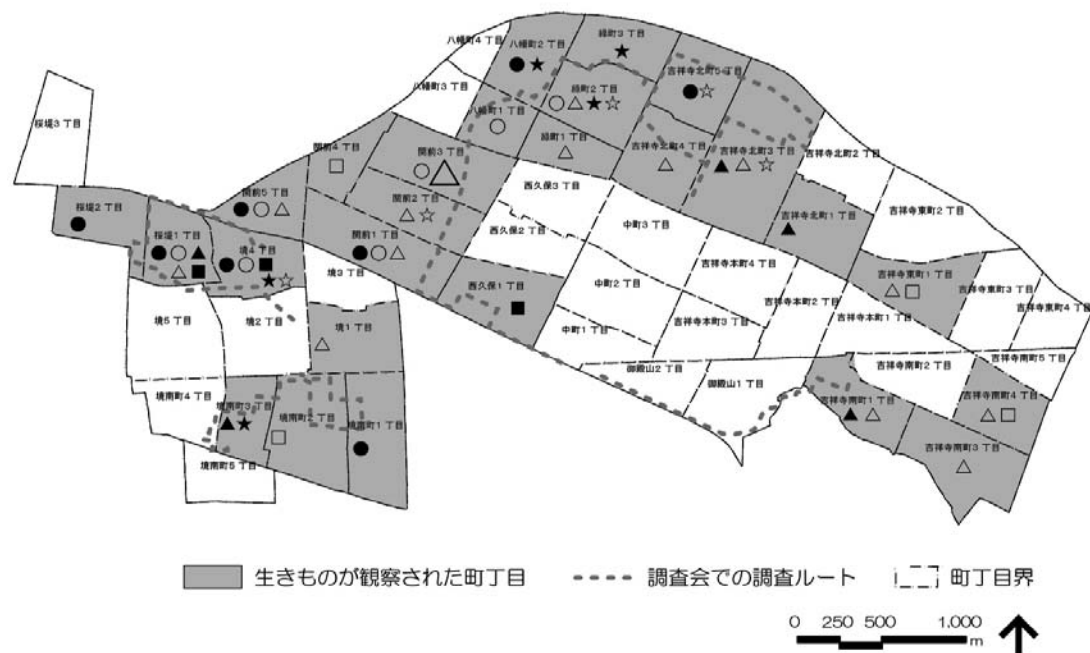 八幡町4丁目
八幡町2丁目
緑町3丁目
吉祥寺北町5丁目
緑町2丁目
八幡町3丁目
桜堤3丁目
八幡町1丁目
緑町1丁目
吉祥寺北町4丁目
吉祥寺北町3丁目
吉祥寺北町2丁目
関前4丁目
関前3丁目
西久保3丁目
吉祥寺東町2丁目
桜堤2丁目
関前5丁目
関前2丁目
中町3丁目
吉祥寺北町1丁目
桜堤1丁目
境4丁目
関前1丁目
西久保2丁目
吉祥寺本町4丁目
吉祥寺東町1丁目
境3丁目
西久保1丁目
中町2丁目
吉祥寺本町2丁目
吉祥寺東町3丁目
吉祥寺東町4丁目
境5丁目
境2丁目
境1丁目
中町1丁目
吉祥寺本町3丁目
吉祥寺本町1丁目
御殿山2丁目
御殿山1丁目
吉祥寺南町2丁目
吉祥寺南町5丁目
境南町4丁目
境南町3丁目
境南町2丁目
境南町1丁目
吉祥寺南町1丁目
吉祥寺南町4丁目
境南町5丁目
吉祥寺南町3丁目
生きものが観察された町丁目
調査会での調査ルート
町丁目界
0 250 500 1,000
m